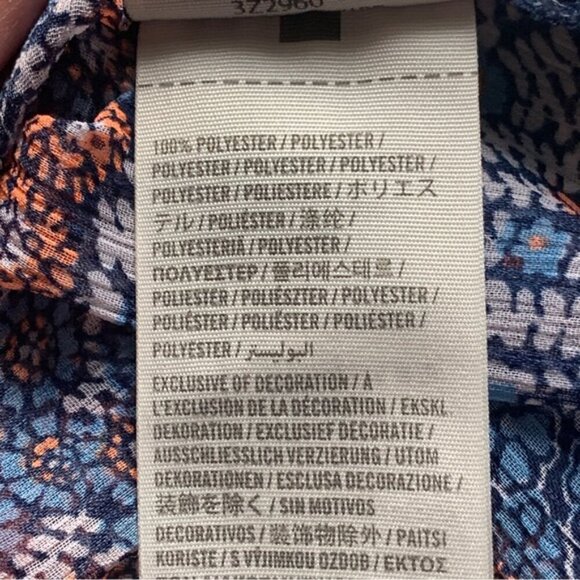 372960
100% POLYESTER / POLYESTER /
POLYESTER / POLYESTER / POLYESTER /
POLYESTER / POLIESTERE / ポリエス
テル / POLIÉSTER / 涤纶 /
POLYESTERIÄ / POLYESTER /
ΠΟΛΥΕΣΤΕΡ / 폴리에스테르 /
POLIESTER / POLIÉSZTER / POLYESTER /
POLIÉSTER / POLIÉSTER / POLIÉSTER /
POLYESTER / البوليستر /
EXCLUSIVE OF DECORATION / À
L'EXCLUSION DE LA DÉCORATION / EKSKL.
DEKORATION / EXCLUSIEF DECORATIE /
AUSSCHLIESSLICH VERZIERUNG / UTOM
DEKORATIONEN / ESCLUSA DECORAZIONE /
装飾を除く / SIN MOTIVOS
DECORATIVOS / 装饰物除外 / PAITSI
KORISTE / S VÝJIMKOU OZDOB / ΕΚΤΟΣ